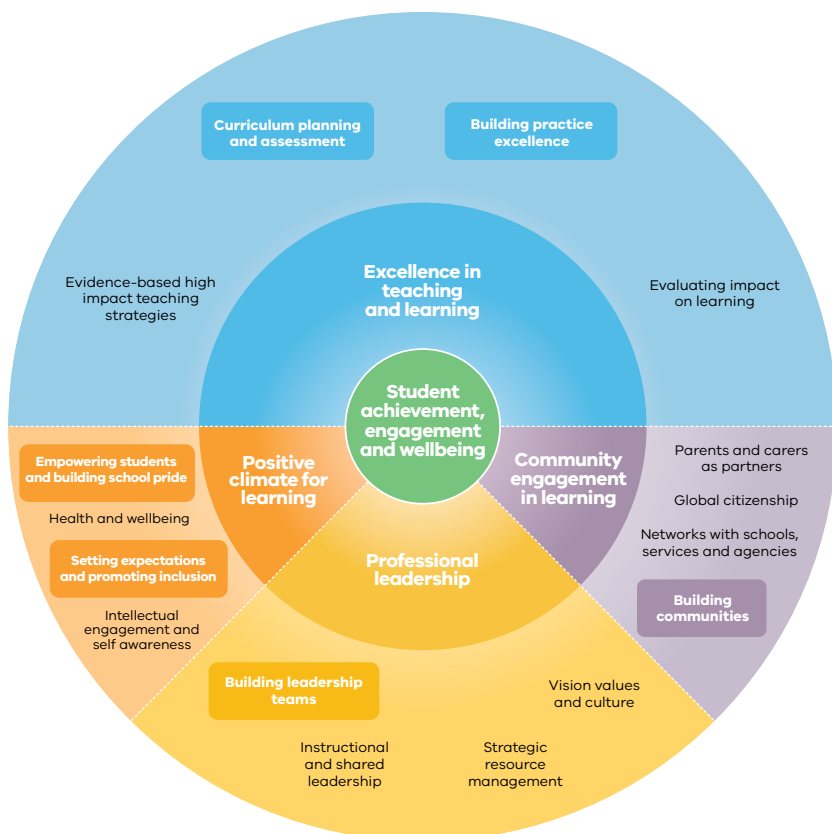 Curriculum planning
and assessment
Building practice
excellence
Evidence-based high
impact teaching
strategies
Excellence in
teaching
and learning
Evaluating impact
on learning
Student
achievement,
engagement
and wellbeing
Empowering students
and building school pride
Health and wellbeing
Setting expectations
and promoting inclusion
Intellectual
engagement and
self awareness
Positive
climate for
learning
Community
engagement
in learning
Parents and carers
as partners
Global citizenship
Networks with schools,
services and agencies
Building
communities
Professional
leadership
Building leadership
teams
Instructional
and shared
leadership
Strategic
resource
management
Vision values
and culture